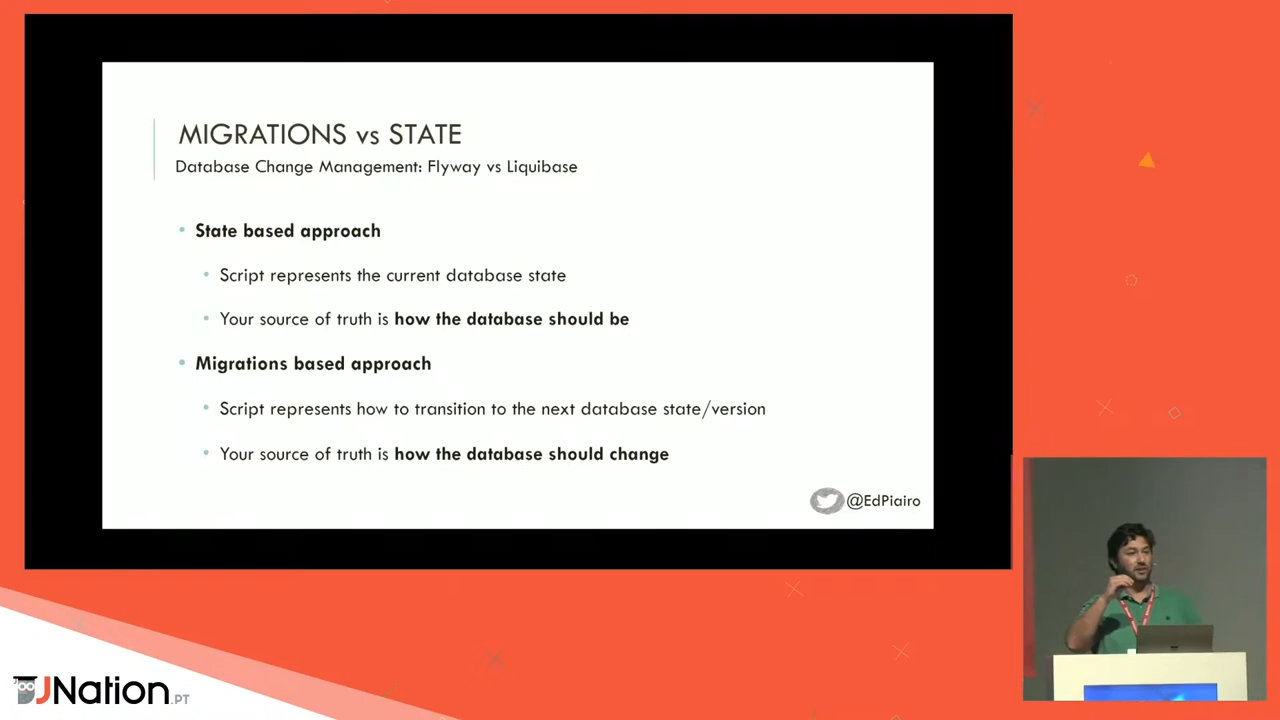 MIGRATIONS vs STATE
Database Change Management: Flyway vs Liquibase
• State based approach
• Script represents the current database state
• Your source of truth is how the database should be
• Migrations based approach
• Script represents how to transition to the next database state/version
• Your source of truth is how the database should change
@EdPiairo
JNation.PT